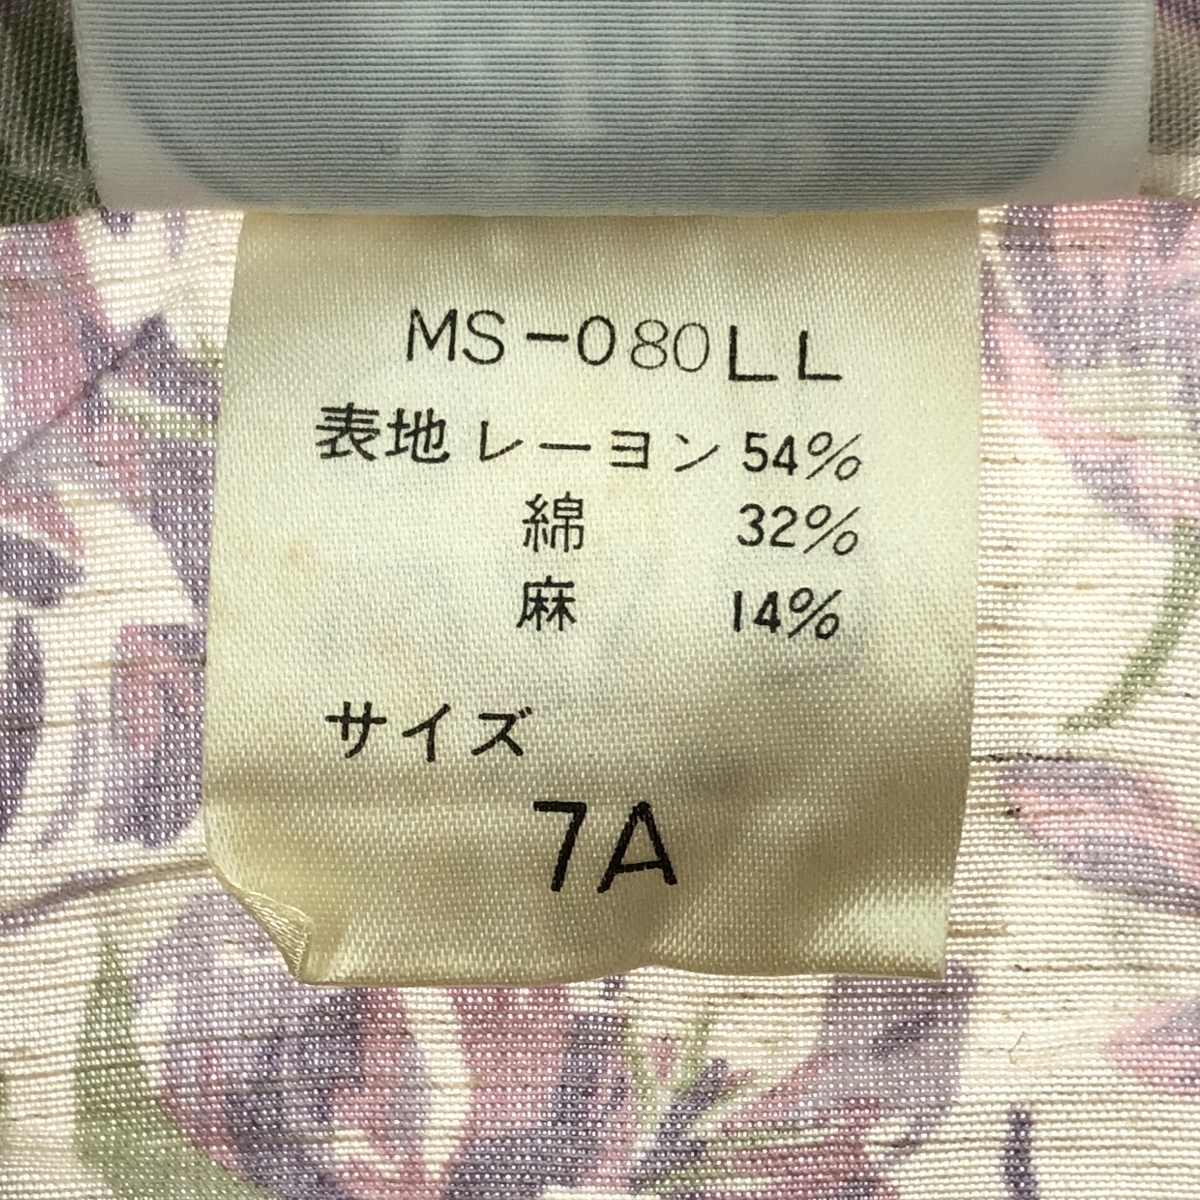 MS-080LL
表地 レーヨン 54%
綿 32%
麻 14%
サイズ
7A